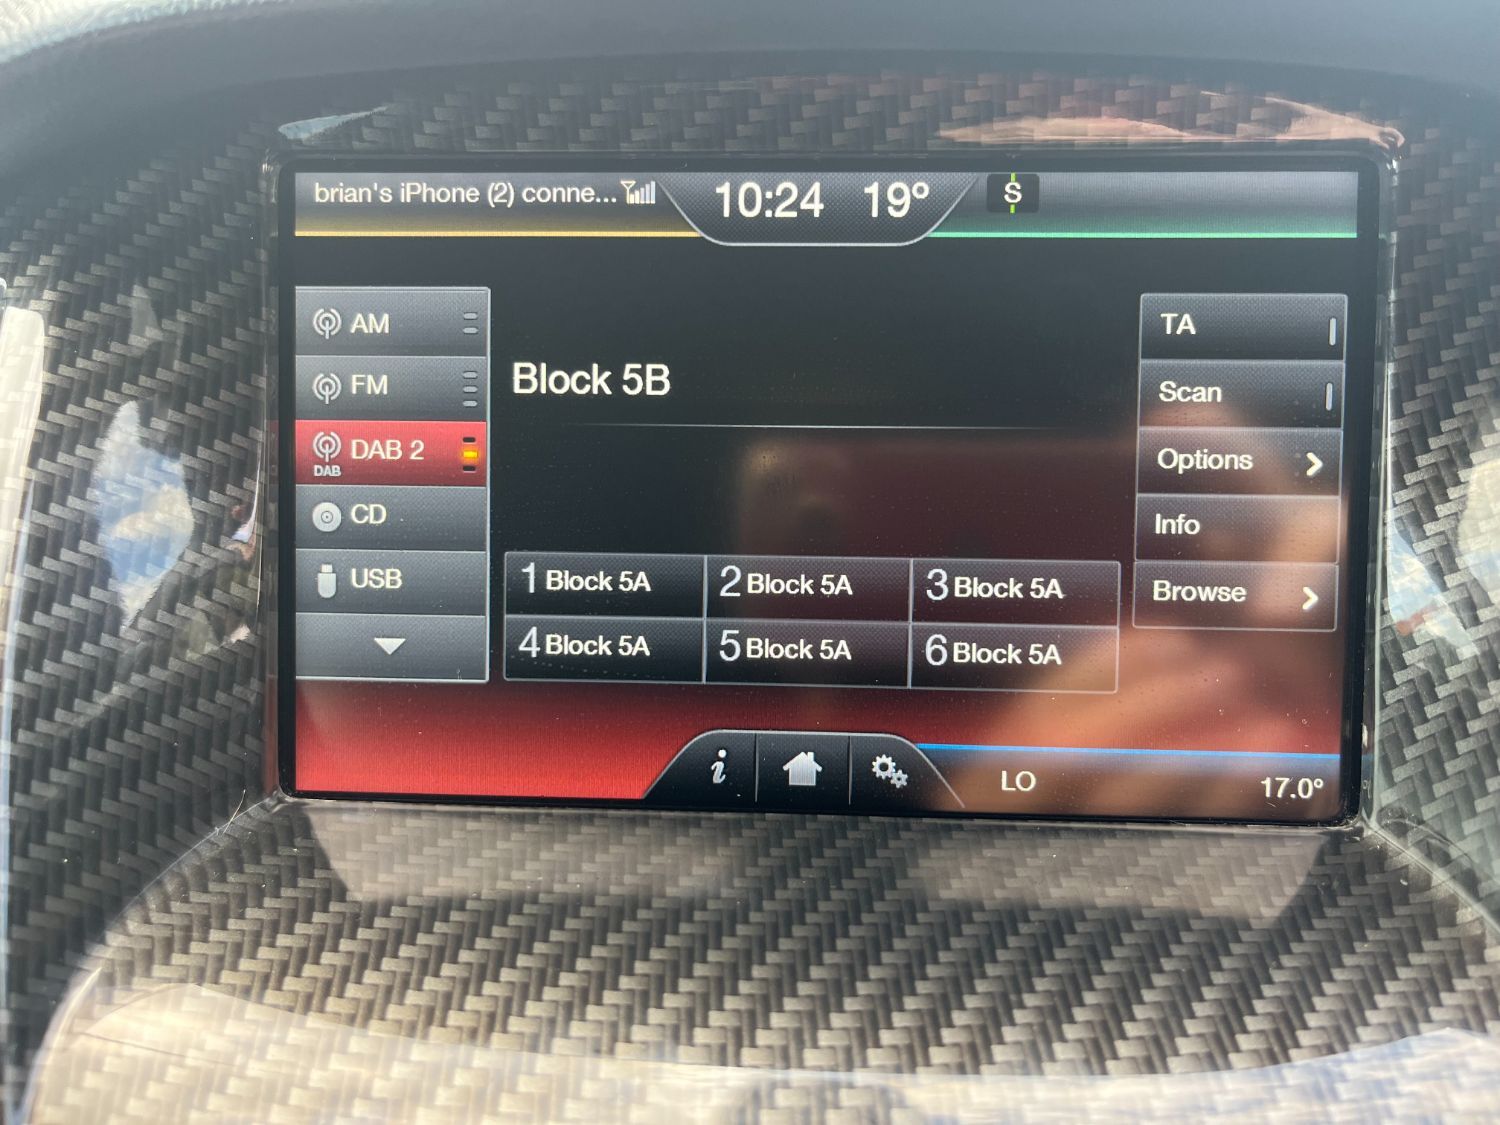 brian's iPhone (2) conne...
10:24 19° S
AM
FM
DAB DAB 2
CD
USB
Block 5B
TA
Scan
Options
Info
Browse
1 Block 5A 2 Block 5A 3 Block 5A
4 Block 5A 5 Block 5A 6 Block 5A
i
LO 17.0°